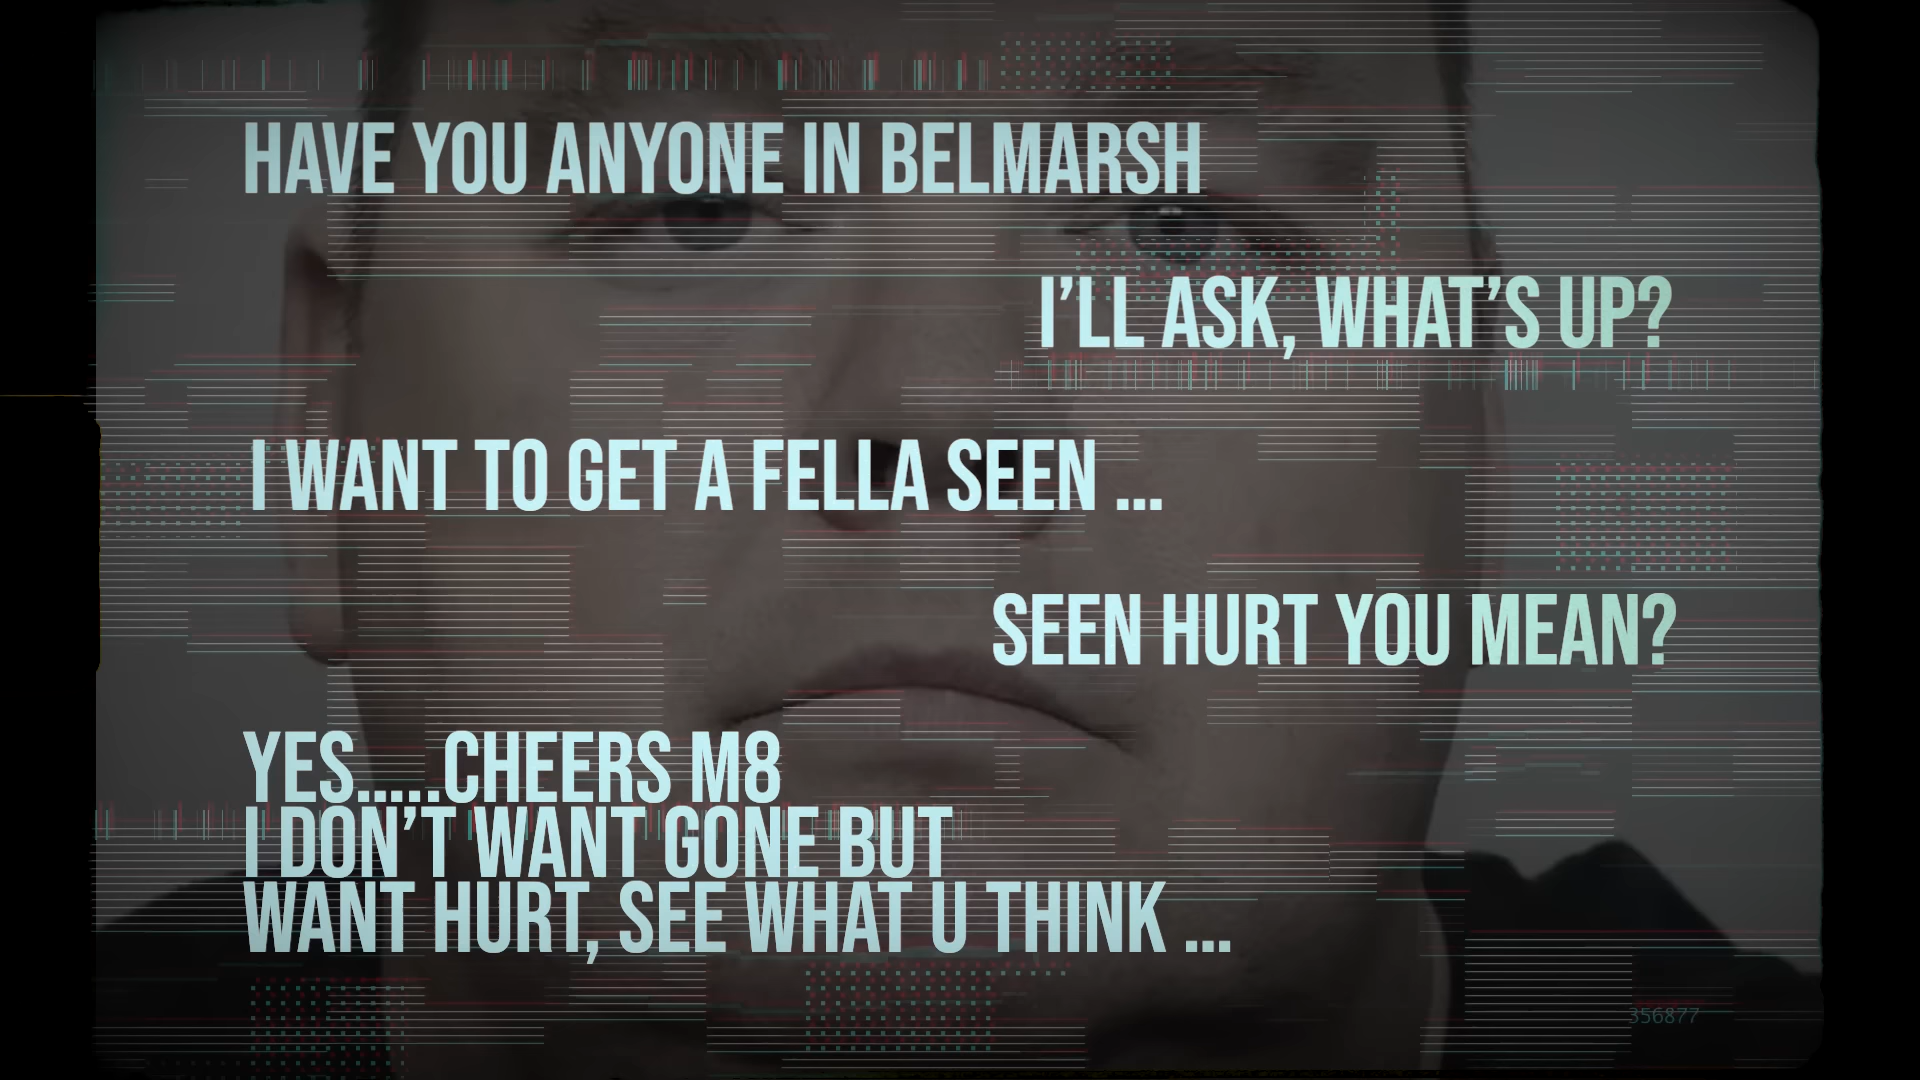 HAVE YOU ANYONE IN BELMARSH
I'LL ASK, WHAT'S UP?
I WANT TO GET A FELLA SEEN ...
SEEN HURT YOU MEAN?
YES.....CHEERS M8
I DON'T WANT GONE BUT
WANT HURT, SEE WHAT U THINK ...
356877